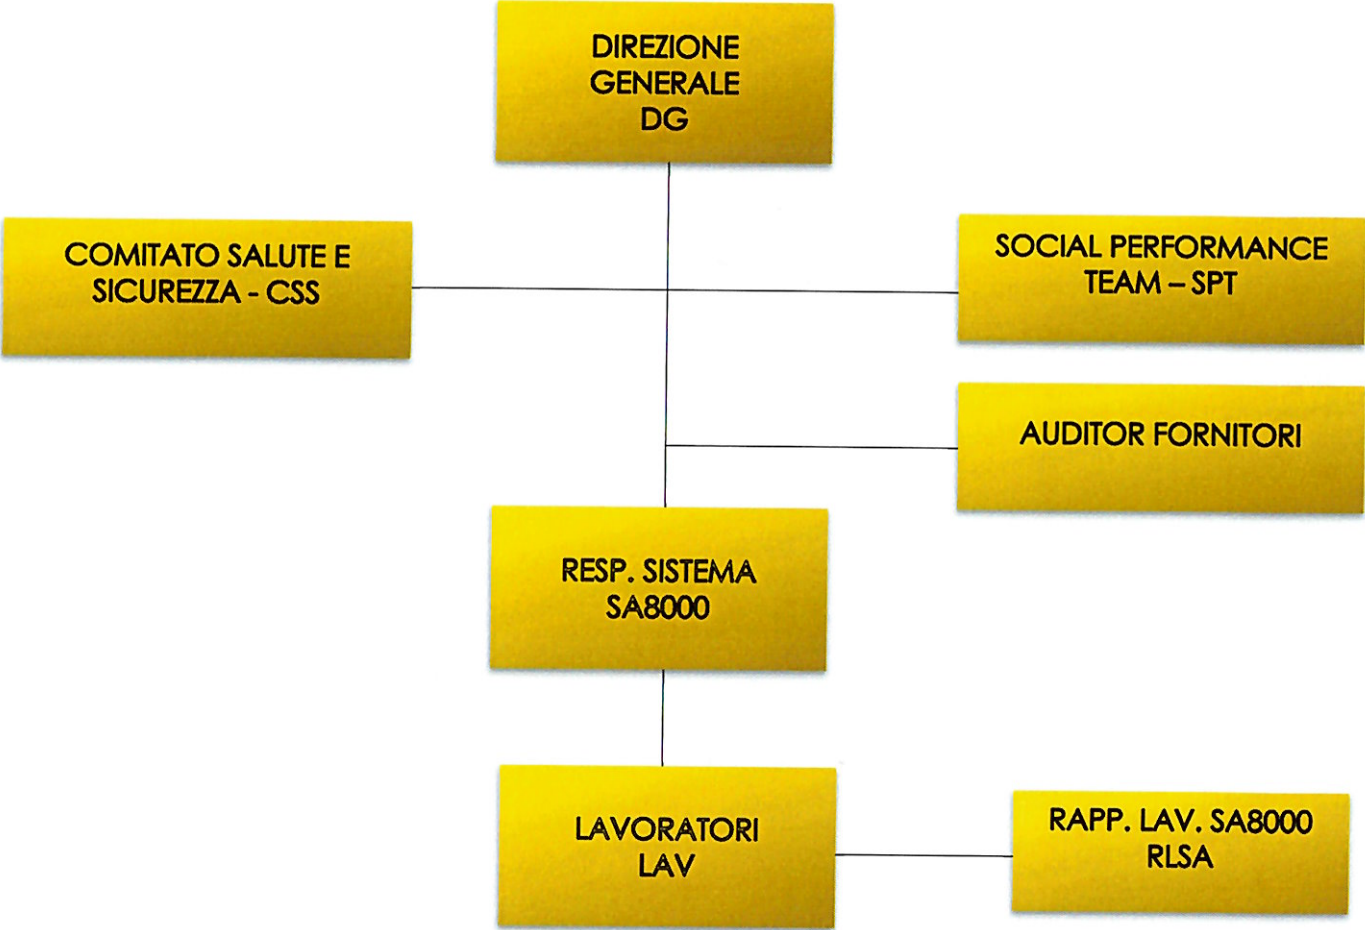 DIREZIONE
GENERALE
DG
COMITATO SALUTE E
SICUREZZA - CSS
SOCIAL PERFORMANCE
TEAM – SPT
AUDITOR FORNITORI
RESP. SISTEMA
SA8000
LAVORATORI
LAV
RAPP. LAV. SA8000
RLSA